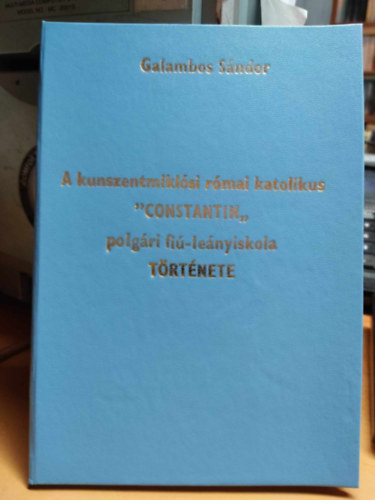 Galambos Sándor
A kunszentmiklósi római katolikus
"CONSTANTIN„
polgári fiú-leányiskola
TÖRTÉNETE